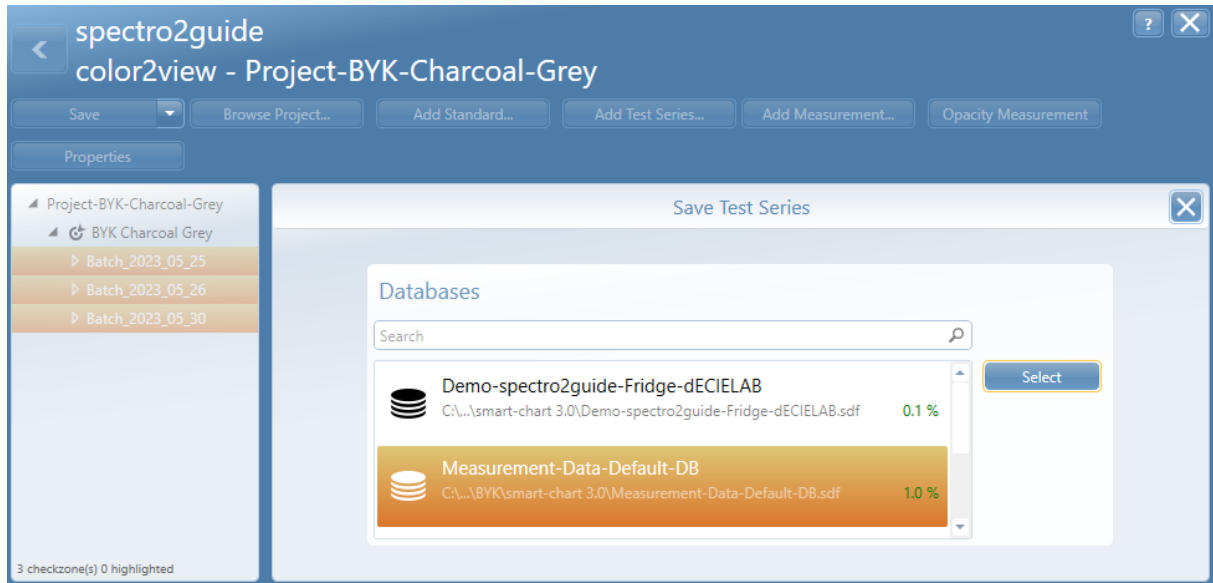 spectro2guide
color2view - Project-BYK-Charcoal-Grey
?
Save
Browse Project...
Add Standard...
Add Test Series...
Add Measurement...
Opacity Measurement
Properties
Project-BYK-Charcoal-Grey
BYK Charcoal Grey
Batch_2023_05_25
Batch_2023_05_26
Batch_2023_05_30
3 checkzone(s) 0 highlighted
Save Test Series
Databases
Search
Demo-spectro2guide-Fridge-dECIELAB
C:\...\smart-chart 3.0\Demo-spectro2guide-Fridge-dECIELAB.sdf 0.1 %
Measurement-Data-Default-DB
C:\...\BYK\smart-chart 3.0\Measurement-Data-Default-DB.sdf 1.0 %
Select